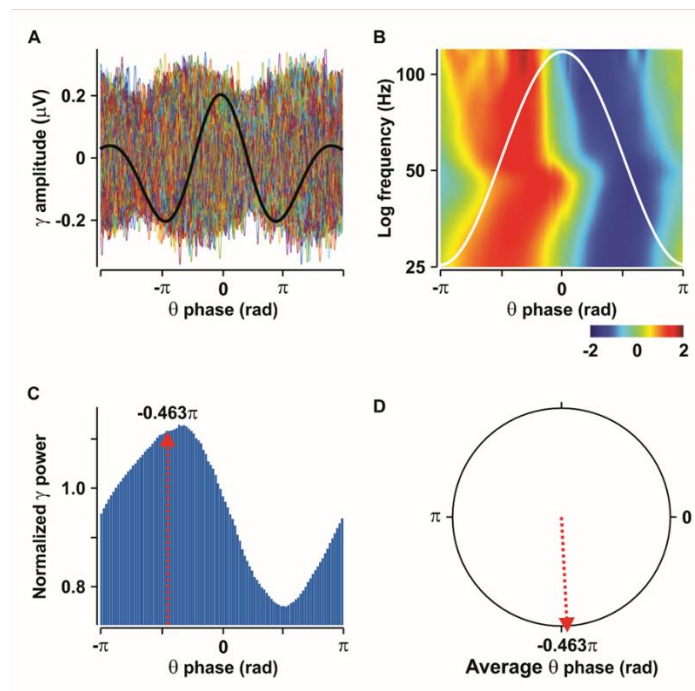 A
γ amplitude (μV)
0.2
0
-0.2
-π
0
π
θ phase (rad)
B
Log frequency (Hz)
100
50
25
-π
0
π
θ phase (rad)
-2
0
2
C
-0.463π
Normalized γ power
1.0
0.8
-π
0
π
θ phase (rad)
D
π
0
-0.463π
Average θ phase (rad)